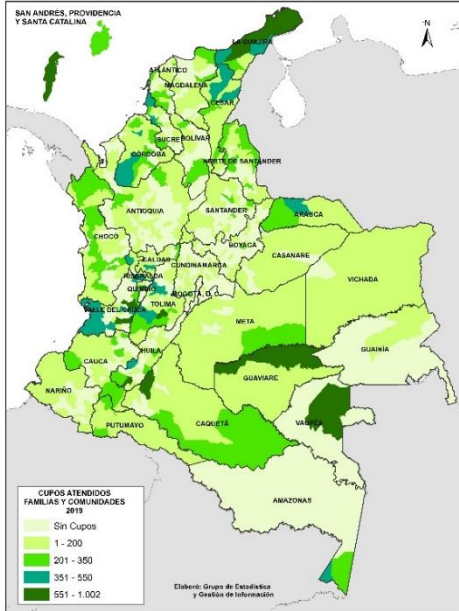 SAN ANDRÉS, PROVIDENCIA
Y SANTA CATALINA
N
LA GUAJIRA
ATLÁNTICO
MAGDALENA
CESAR
SUCRE
BOLÍVAR
CÓRDOBA
NORTE DE SANTANDER
ANTIOQUIA
SANTANDER
ARAUCA
CHOCO
BOYACÁ
CASANARE
CALDAS
CUNDINAMARCA
VICHADA
RISARALDA
QUINDIO
BOGOTÁ, D. C.
VALLE DEL CAUCA
TOLIMA
META
GUAINÍA
HUILA
CAUCA
GUAVIARE
NARIÑO
CAQUETÁ
VAUPÉS
PUTUMAYO
AMAZONAS
CUPOS ATENDIDOS
FAMILIAS Y COMUNIDADES
2019
Sin Cupos
1 - 200
201 - 350
351 - 550
551 - 1.002
Elaboró: Grupo de Estadística
y Gestión de Información